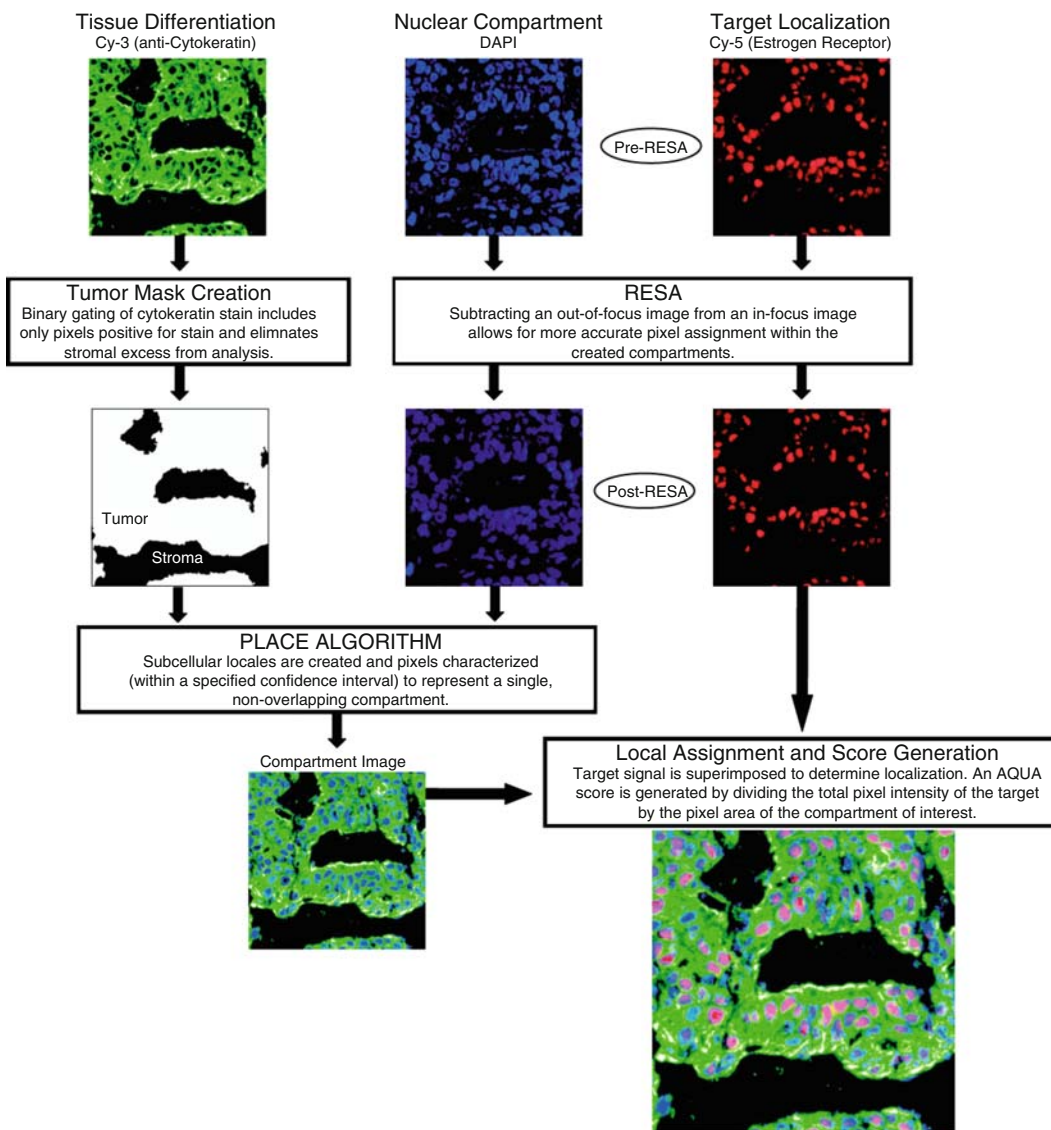 Tissue Differentiation
Cy-3 (anti-Cytokeratin)
Nuclear Compartment
DAPI
Target Localization
Cy-5 (Estrogen Receptor)
Pre-RESA
Tumor Mask Creation
Binary gating of cytokeratin stain includes
only pixels positive for stain and elimnates
stromal excess from analysis.
RESA
Subtracting an out-of-focus image from an in-focus image
allows for more accurate pixel assignment within the
created compartments.
Tumor
Stroma
Post-RESA
PLACE ALGORITHM
Subcellular locales are created and pixels characterized
(within a specified confidence interval) to represent a single,
non-overlapping compartment.
Compartment Image
Local Assignment and Score Generation
Target signal is superimposed to determine localization. An AQUA
score is generated by dividing the total pixel intensity of the target
by the pixel area of the compartment of interest.